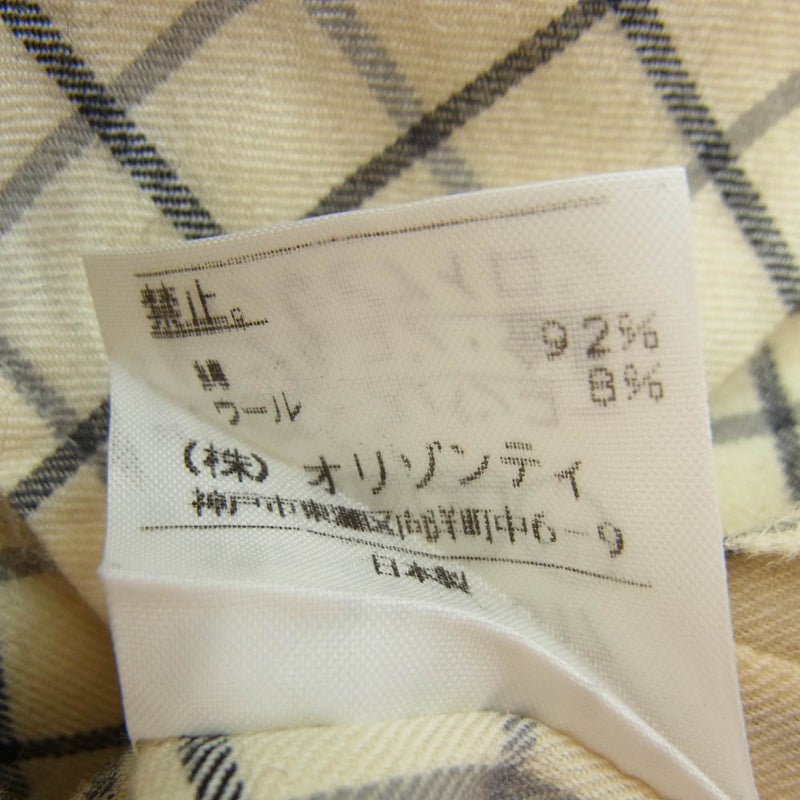 禁止。
綿 92%
ウール 8%
(株)オリゾンティ
神戸市東灘区向洋町中6-9
日本製